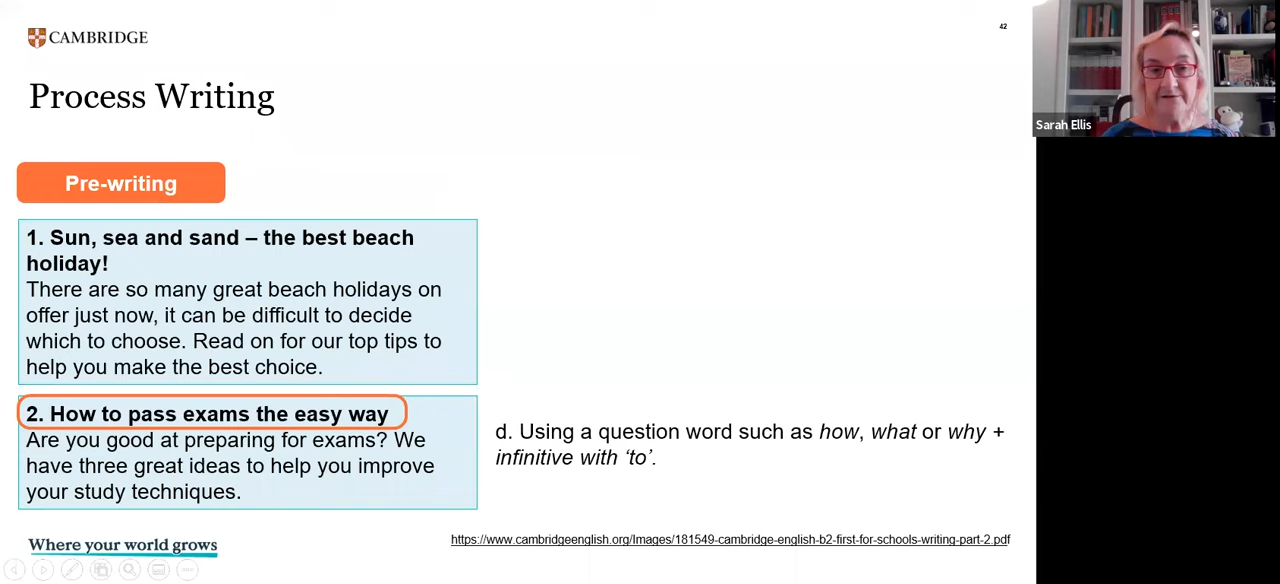 CAMBRIDGE
42
Process Writing
Sarah Ellis
Pre-writing
1. Sun, sea and sand – the best beach
holiday!
There are so many great beach holidays on
offer just now, it can be difficult to decide
which to choose. Read on for our top tips to
help you make the best choice.
2. How to pass exams the easy way
Are you good at preparing for exams? We
have three great ideas to help you improve
your study techniques.
d. Using a question word such as how, what or why +
infinitive with ‘to’.
Where your world grows
https://www.cambridgeenglish.org/Images/181549-cambridge-english-b2-first-for-schools-writing-part-2.pdf